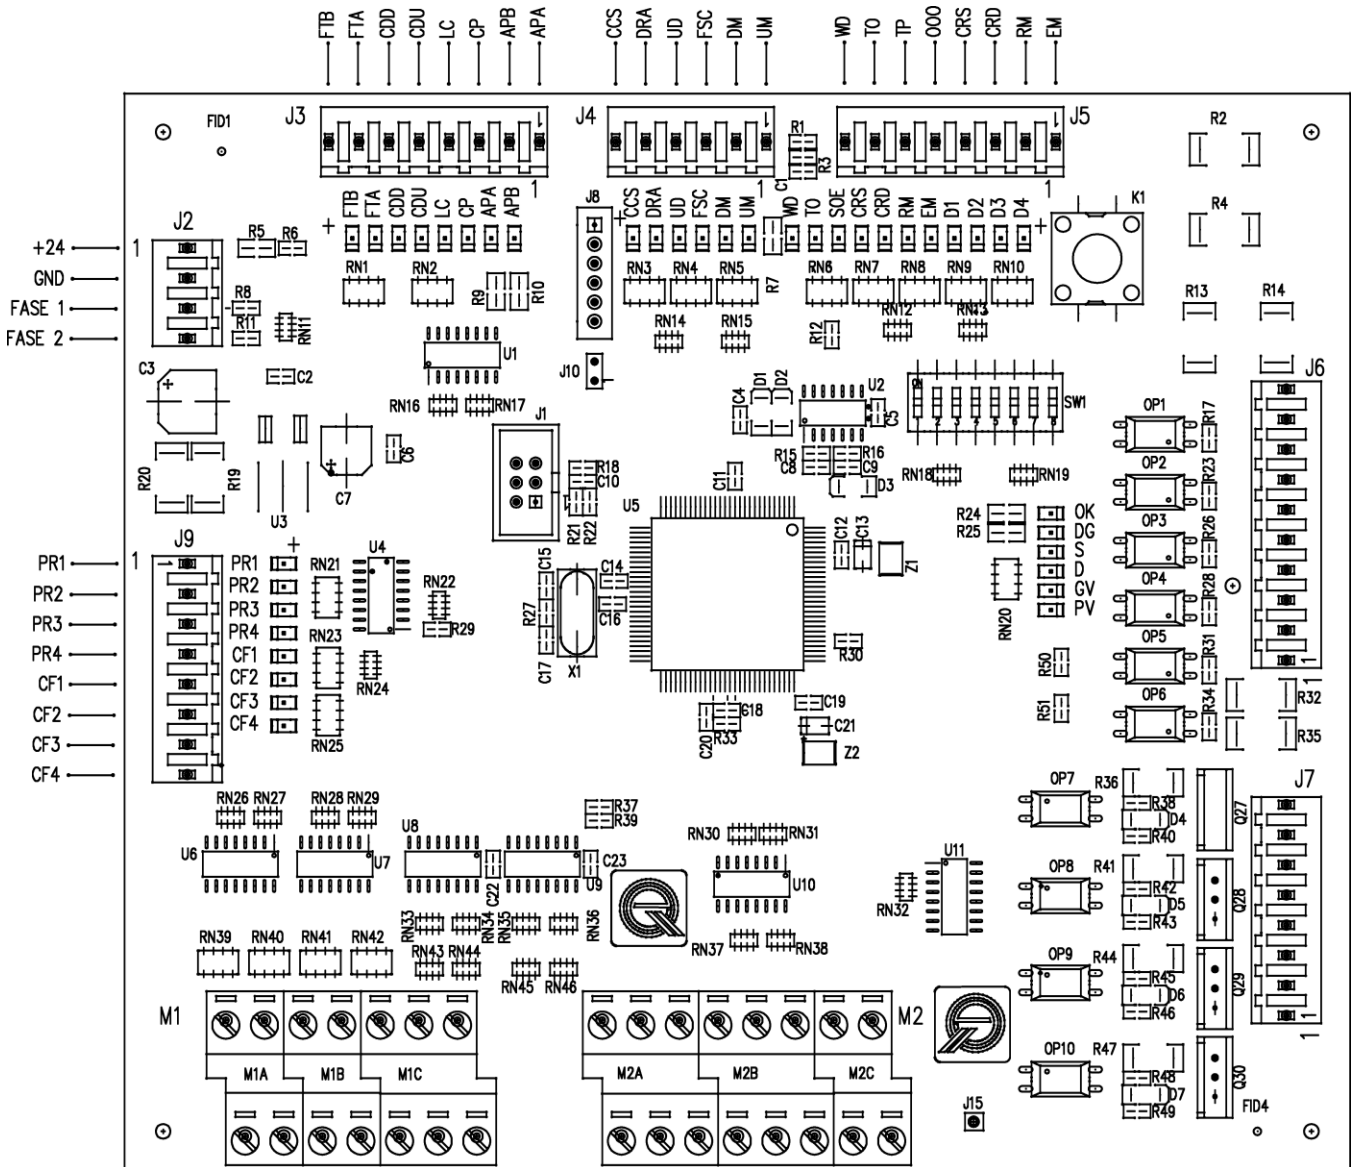 FTB FTA CDD CDU LC CP APB APA CCS DRA UD FSC DM UM WD TO TP OOO CRS CRD RM EM
FID1 J3 J4 R1 R3 C1 J5 R2
1 1 1
J8 K1 R4
J2 + FTB FTA CDD CDU LC CP APA APB + CCS DRA UD FSC DM UM WD TO SOE CRS CRD RM EM D1 D2 D3 D4 +
+24 1 R5 R6
GND RN1 RN2 R9 R10 RN3 RN4 RN5 R7 RN6 RN7 RN8 RN9 RN10
FASE 1 R8 R13 R14
FASE 2 R11 RN11 RN14 RN15 R12 RN12 RN13
U1 J10
C3 C2 D1 D2 U2 J6
+ RN16 RN17 J1 C4 C5 ON SW1 OP1 R17
2 3 4 5 6 7 8
R20 R19 + C6 R18 R15 R16
C7 C10 C11 C8 C9 RN18 RN19 OP2 R23
U3 R21 R22 U5 D3
R24 OK OP3 R26
J9 + R25 DG
PR1 1 PR1 RN21 U4 C15 C14 C12 C13 Z1 S
PR2 PR2 RN22 D OP4 R28
PR3 PR3 R27 C16 RN20 GV
PR4 PR4 RN23 R29 PV
CF1 CF1 RN24 C17 X1 R30 R50 OP5 R31 1
CF2 CF2
CF3 CF3 C20 C18 C19 R51 OP6 R34 R32
CF4 CF4 RN25 R33 C21 R35
Z2
OP7 R36 J7
RN26 RN27 RN28 RN29 R37 R38 Q27
R39 RN30 RN31 D4
U6 U7 U8 U9 C23 U11 R40
C22 U10 OP8 R41
RN32 R42 Q28
D5
RN33 RN34 RN35 RN36 R43
RN39 RN40 RN41 RN42 RN43 RN44 RN37 RN38 OP9 R44
RN45 RN46 R45 Q29
D6
M1 M2 R46 1
OP10 R47
M1A M1B M1C M2A M2B M2C R48 Q30
D7
J15 R49 FID4